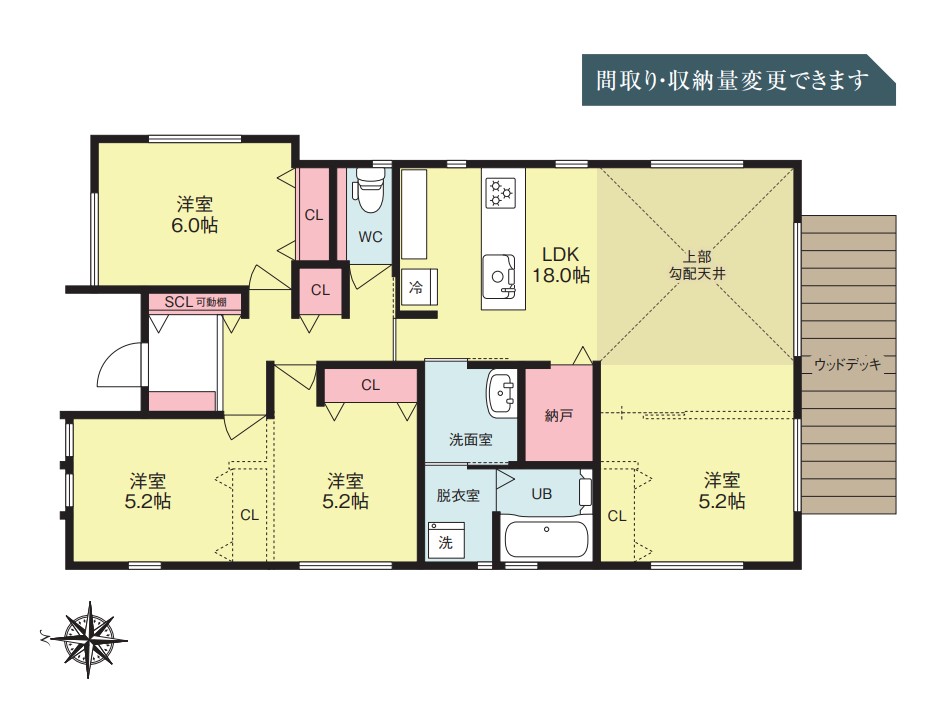 間取り・収納量変更できます
洋室
6.0帖
CL
WC
LDK
18.0帖
上部
勾配天井
冷
CL
SCL 可動棚
ウッドデッキ
CL
納戸
洗面室
洋室
5.2帖
CL
洋室
5.2帖
脱衣室
UB
洗
CL
洋室
5.2帖
N